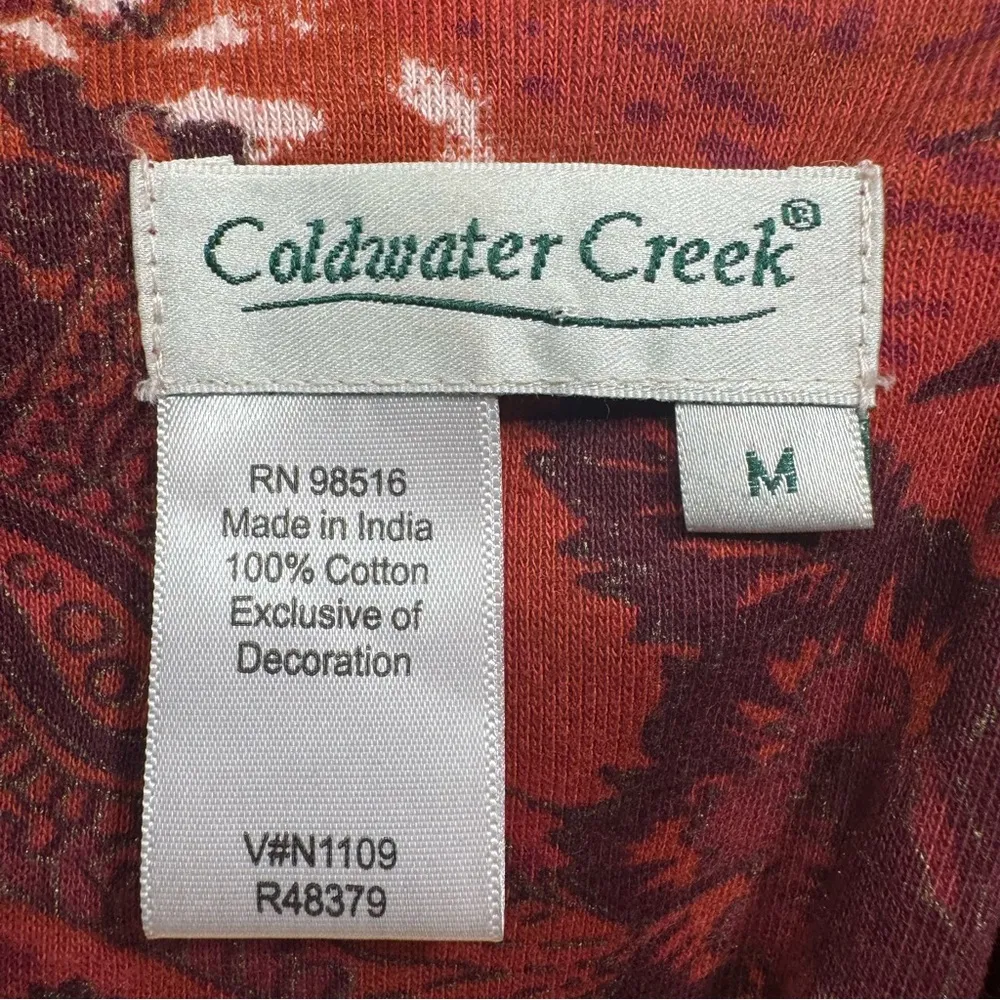 Coldwater Creek®
M
RN 98516
Made in India
100% Cotton
Exclusive of
Decoration
V#N1109
R48379